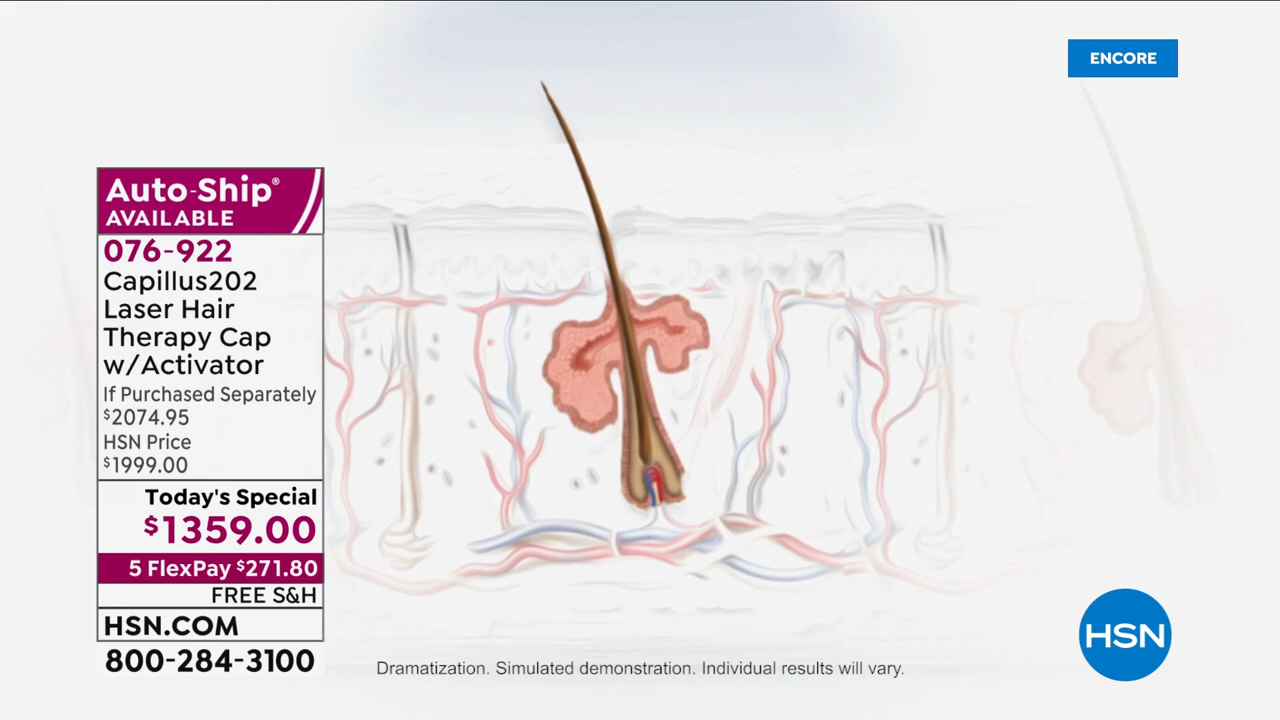 ENCORE
Auto-Ship®
AVAILABLE
076-922
Capillus202
Laser Hair
Therapy Cap
w/Activator
If Purchased Separately
$2074.95
HSN Price
$1999.00
Today's Special
$1359.00
5 FlexPay $271.80
FREE S&H
HSN.COM
800-284-3100
Dramatization. Simulated demonstration. Individual results will vary.
HSN